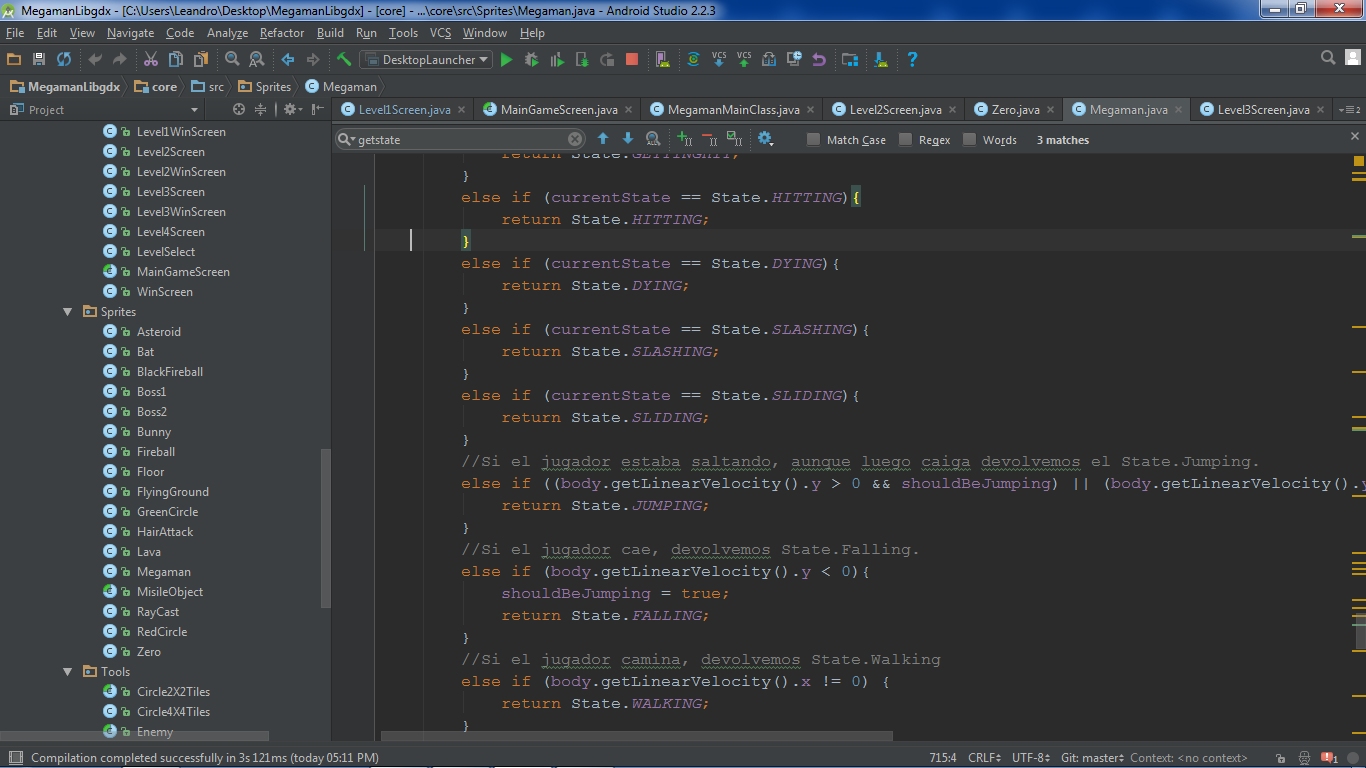 MegamanLibgdx - [C:\Users\Leandro\Desktop\MegamanLibgdx] - [core] - ...\core\src\Sprites\Megaman.java - Android Studio 2.2.3
File Edit View Navigate Code Analyze Refactor Build Run Tools VCS Window Help
DesktopLauncher VCS VCS ?
MegamanLibgdx core src Sprites Megaman
Project
Level1Screen.java MainGameScreen.java MegamanMainClass.java Level2Screen.java Zero.java Megaman.java Level3Screen.java 2
getstate Match Case Regex Words 3 matches
Level1WinScreen
Level2Screen
Level2WinScreen
Level3Screen
Level3WinScreen
Level4Screen
LevelSelect
MainGameScreen
WinScreen
Sprites
Asteroid
Bat
BlackFireball
Boss1
Boss2
Bunny
Fireball
Floor
FlyingGround
GreenCircle
HairAttack
Lava
Megaman
MisileObject
RayCast
RedCircle
Zero
Tools
Circle2X2Tiles
Circle4X4Tiles
Enemy
return State.GETTINGHIT;
}
else if (currentState == State.HITTING){
return State.HITTING;
}
else if (currentState == State.DYING){
return State.DYING;
}
else if (currentState == State.SLASHING){
return State.SLASHING;
}
else if (currentState == State.SLIDING){
return State.SLIDING;
}
//Si el jugador estaba saltando, aunque luego caiga devolvemos el State.Jumping.
else if ((body.getLinearVelocity().y > 0 && shouldBeJumping) || (body.getLinearVelocity().y
return State.JUMPING;
}
//Si el jugador cae, devolvemos State.Falling.
else if (body.getLinearVelocity().y < 0){
shouldBeJumping = true;
return State.FALLING;
}
//Si el jugador camina, devolvemos State.Walking
else if (body.getLinearVelocity().x != 0) {
return State.WALKING;
}
Compilation completed successfully in 3s 121ms (today 05:11 PM) 715:4 CRLF UTF-8 Git: master Context: <no context> 1